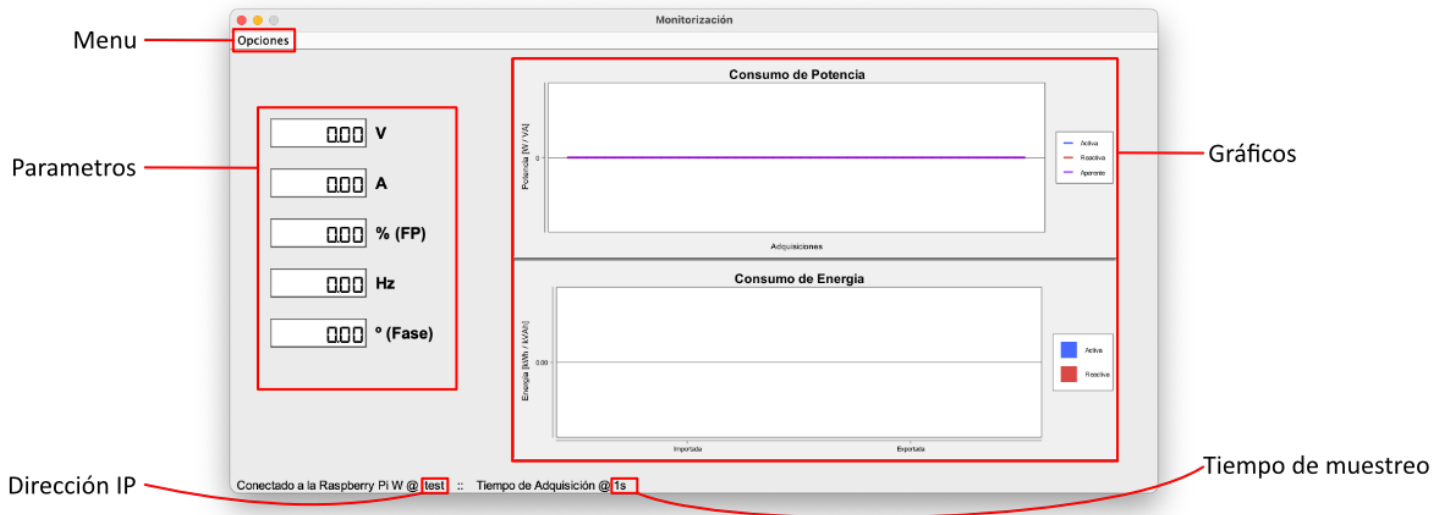 Monitorización
Menu
Opciones
Parametros
0.00 V
0.00 A
0.00 % (FP)
0.00 Hz
0.00 º (Fase)
Consumo de Potencia
Potencia [W / VA]
0
Adquisiciones
Activa
Reactiva
Aparente
Gráficos
Consumo de Energia
Energia [kWh / kVAh]
0.00
Importada
Exportada
Activa
Reactiva
Dirección IP
Conectado a la Raspberry Pi W @ test :: Tiempo de Adquisición @ 1s
Tiempo de muestreo